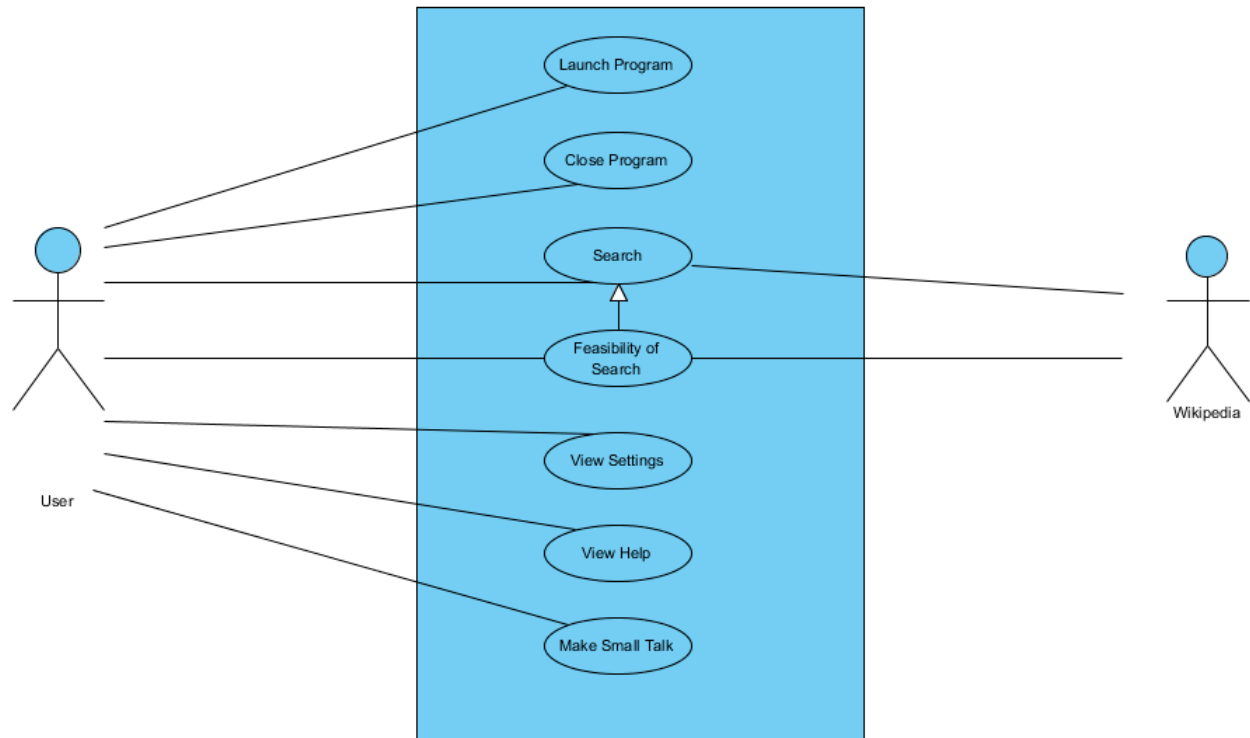 Launch Program
Close Program
Search
Feasibility of
Search
View Settings
View Help
Make Small Talk
User
Wikipedia